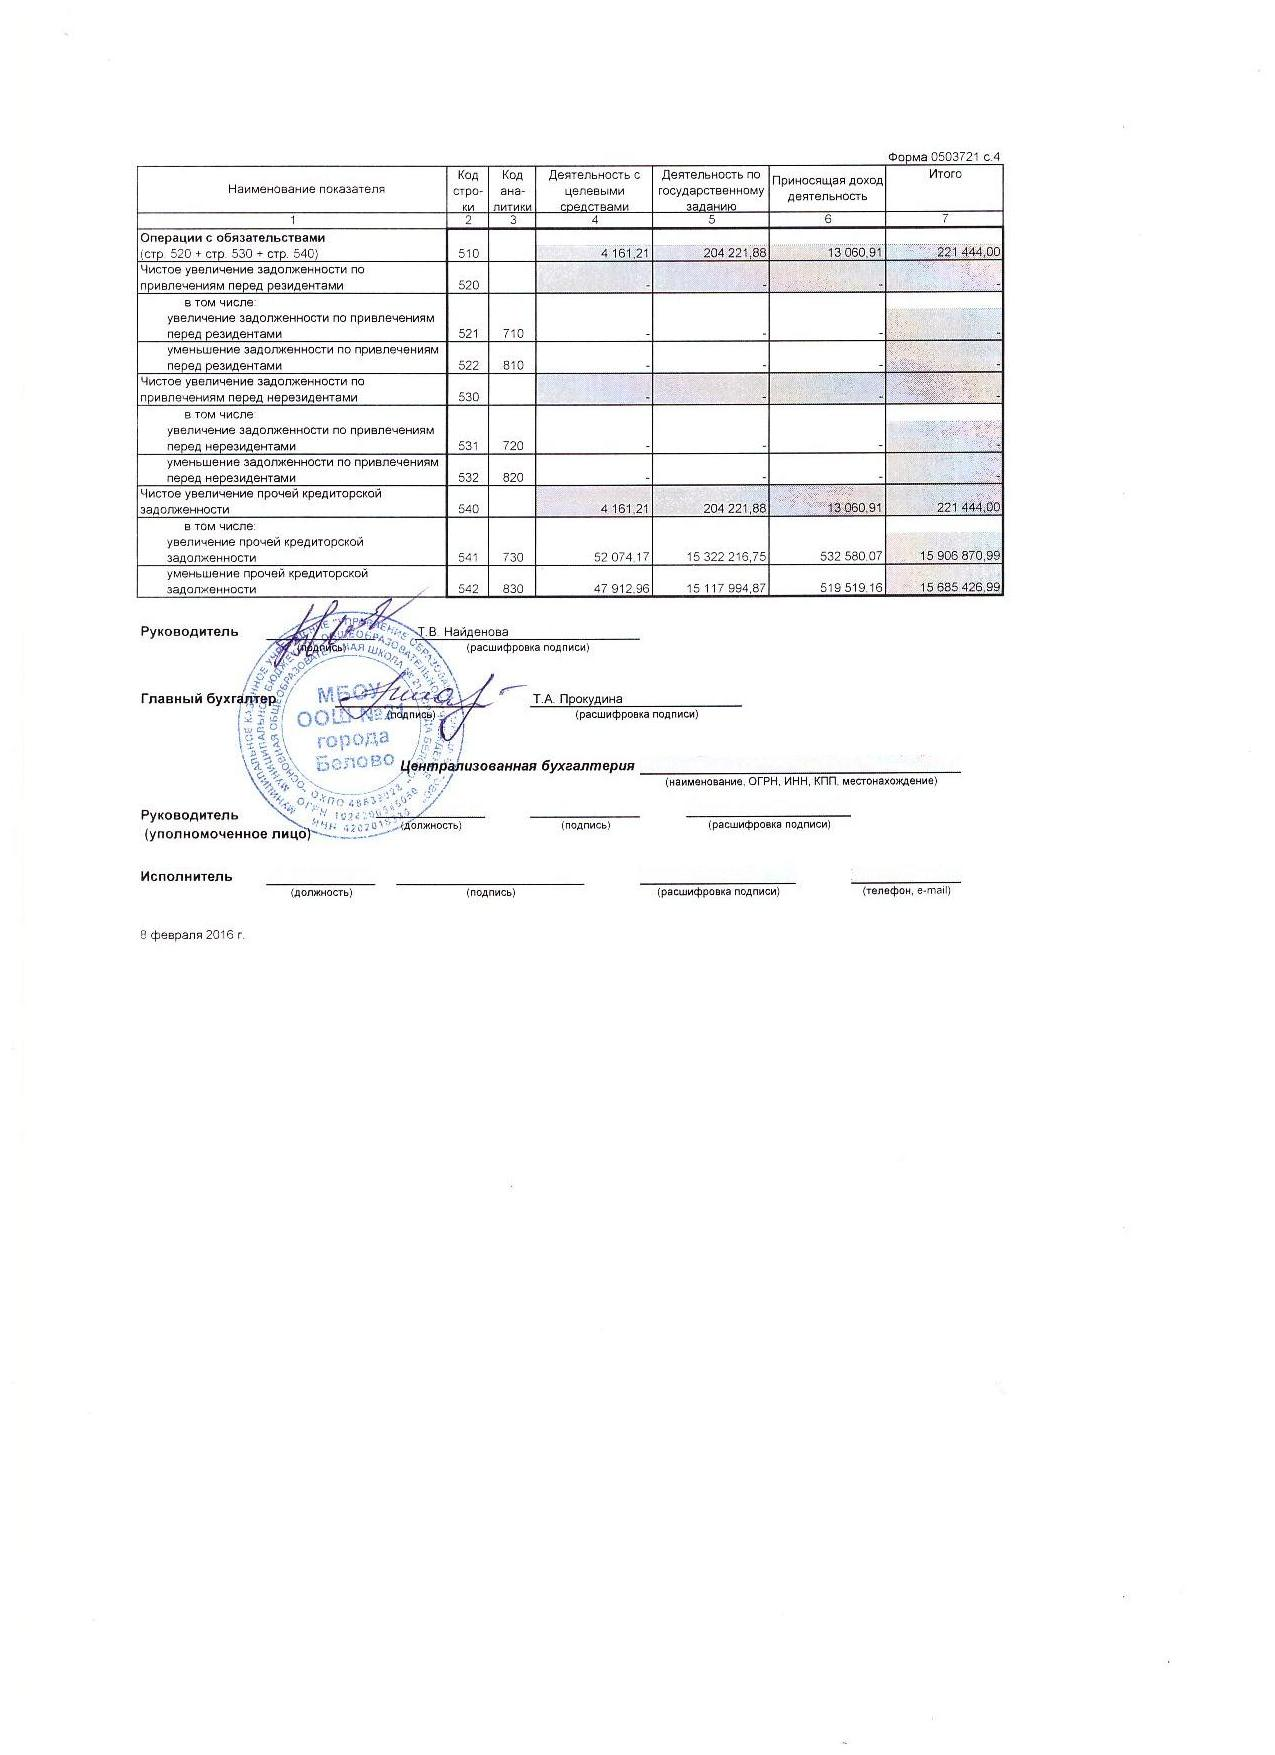 Форма 0503721 с.4
Наименование показателя Код стро- ки Код ана- литики Деятельность с целевыми средствами Деятельность по государственному заданию Приносящая доход деятельность Итого
1 2 3 4 5 6 7
Операции с обязательствами
(стр. 520 + стр. 530 + стр. 540) 510 4 161,21 204 221,88 13 060,91 221 444,00
Чистое увеличение задолженности по
привлечениям перед резидентами 520 - - - -
в том числе:
увеличение задолженности по привлечениям
перед резидентами 521 710 - - - -
уменьшение задолженности по привлечениям
перед резидентами 522 810 - - - -
Чистое увеличение задолженности по
привлечениям перед нерезидентами 530 - - - -
в том числе
увеличение задолженности по привлечениям
перед нерезидентами 531 720 - - - -
уменьшение задолженности по привлечениям
перед нерезидентами 532 820 - - - -
Чистое увеличение прочей кредиторской
задолженности 540 4 161,21 204 221,88 13 060,91 221 444,00
в том числе:
увеличение прочей кредиторской
задолженности 541 730 52 074,17 15 322 216,75 532 580,07 15 906 870,99
уменьшение прочей кредиторской
задолженности 542 830 47 912,96 15 117 994,87 519 519,16 15 685 426,99
Руководитель Т.В. Найденова
(подпись) (расшифровка подписи)
Главный бухгалтер Т.А. Прокудина
(подпись) (расшифровка подписи)
МБОУ
ООШ №21
города
Белово
Централизованная бухгалтерия
(наименование, ОГРН, ИНН, КПП, местонахождение)
Руководитель
(уполномоченное лицо)
(должность) (подпись) (расшифровка подписи)
Исполнитель
(должность) (подпись) (расшифровка подписи) (телефон, e-mail)
8 февраля 2016 г.